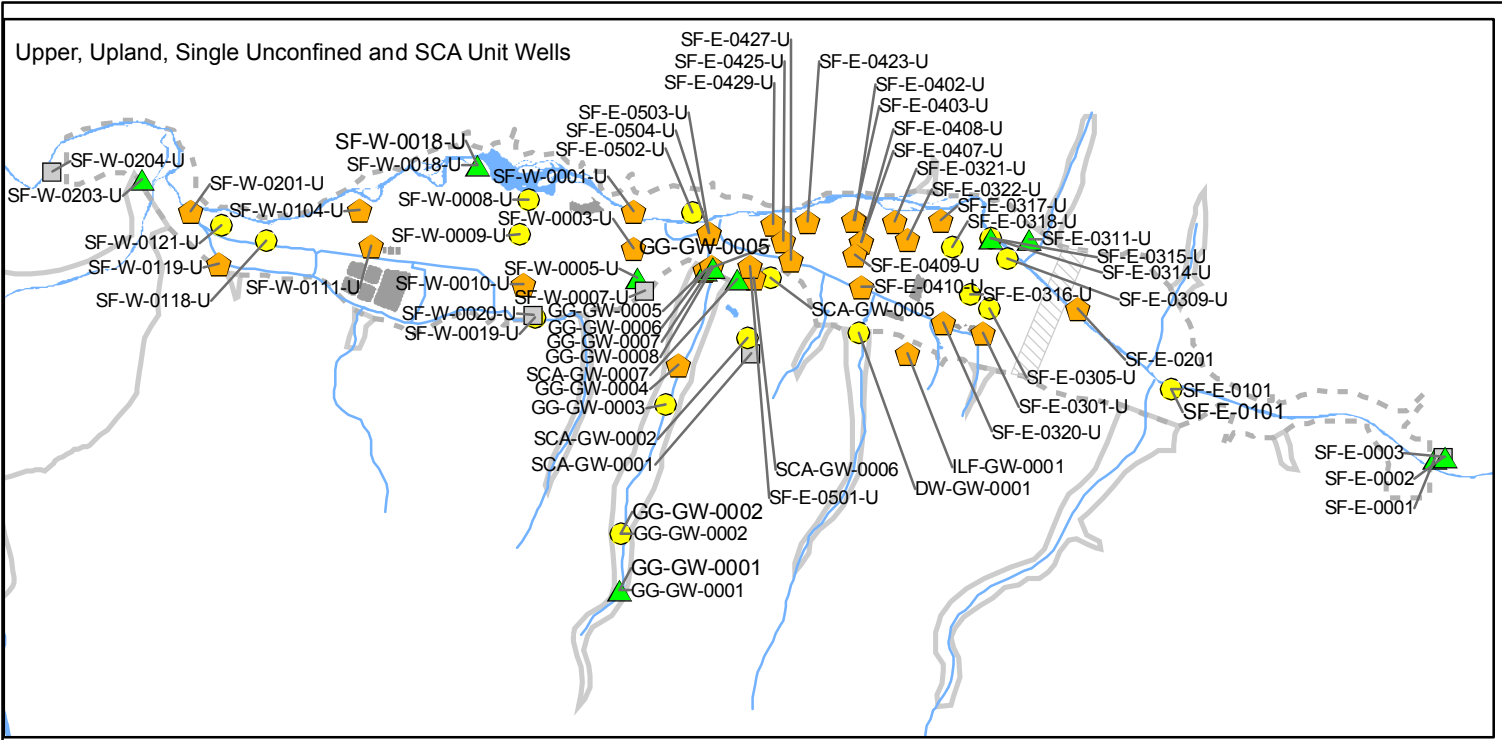 Upper, Upland, Single Unconfined and SCA Unit Wells
SF-E-0427-U
SF-E-0425-U
SF-E-0429-U
SF-E-0423-U
SF-E-0402-U
SF-E-0403-U
SF-E-0408-U
SF-E-0407-U
SF-E-0321-U
SF-E-0322-U
SF-E-0317-U
SF-E-0318-U
SF-E-0311-U
SF-E-0315-U
SF-E-0314-U
SF-E-0309-U
SF-E-0503-U
SF-E-0504-U
SF-E-0502-U
SF-W-0018-U
SF-W-0018-U
SF-W-0001-U
SF-W-0204-U
SF-W-0203-U
SF-W-0201-U
SF-W-0104-U
SF-W-0008-U
SF-W-0003-U
SF-W-0121-U
SF-W-0009-U
GG-GW-0005
SF-W-0119-U
SF-W-0005-U
SF-E-0409-U
SF-W-0118-U
SF-W-0111-U
SF-W-0010-U
SF-W-0007-U
SF-E-0410-U
SF-E-0316-U
SF-W-0020-U
SF-W-0019-U
GG-GW-0005
GG-GW-0006
GG-GW-0007
GG-GW-0008
SCA-GW-0007
GG-GW-0004
GG-GW-0003
SCA-GW-0005
SF-E-0201
SF-E-0305-U
SF-E-0101
SF-E-0101
SF-E-0301-U
SF-E-0320-U
SCA-GW-0002
SCA-GW-0001
SCA-GW-0006
ILF-GW-0001
DW-GW-0001
SF-E-0501-U
SF-E-0003
SF-E-0002
SF-E-0001
GG-GW-0002
GG-GW-0002
GG-GW-0001
GG-GW-0001